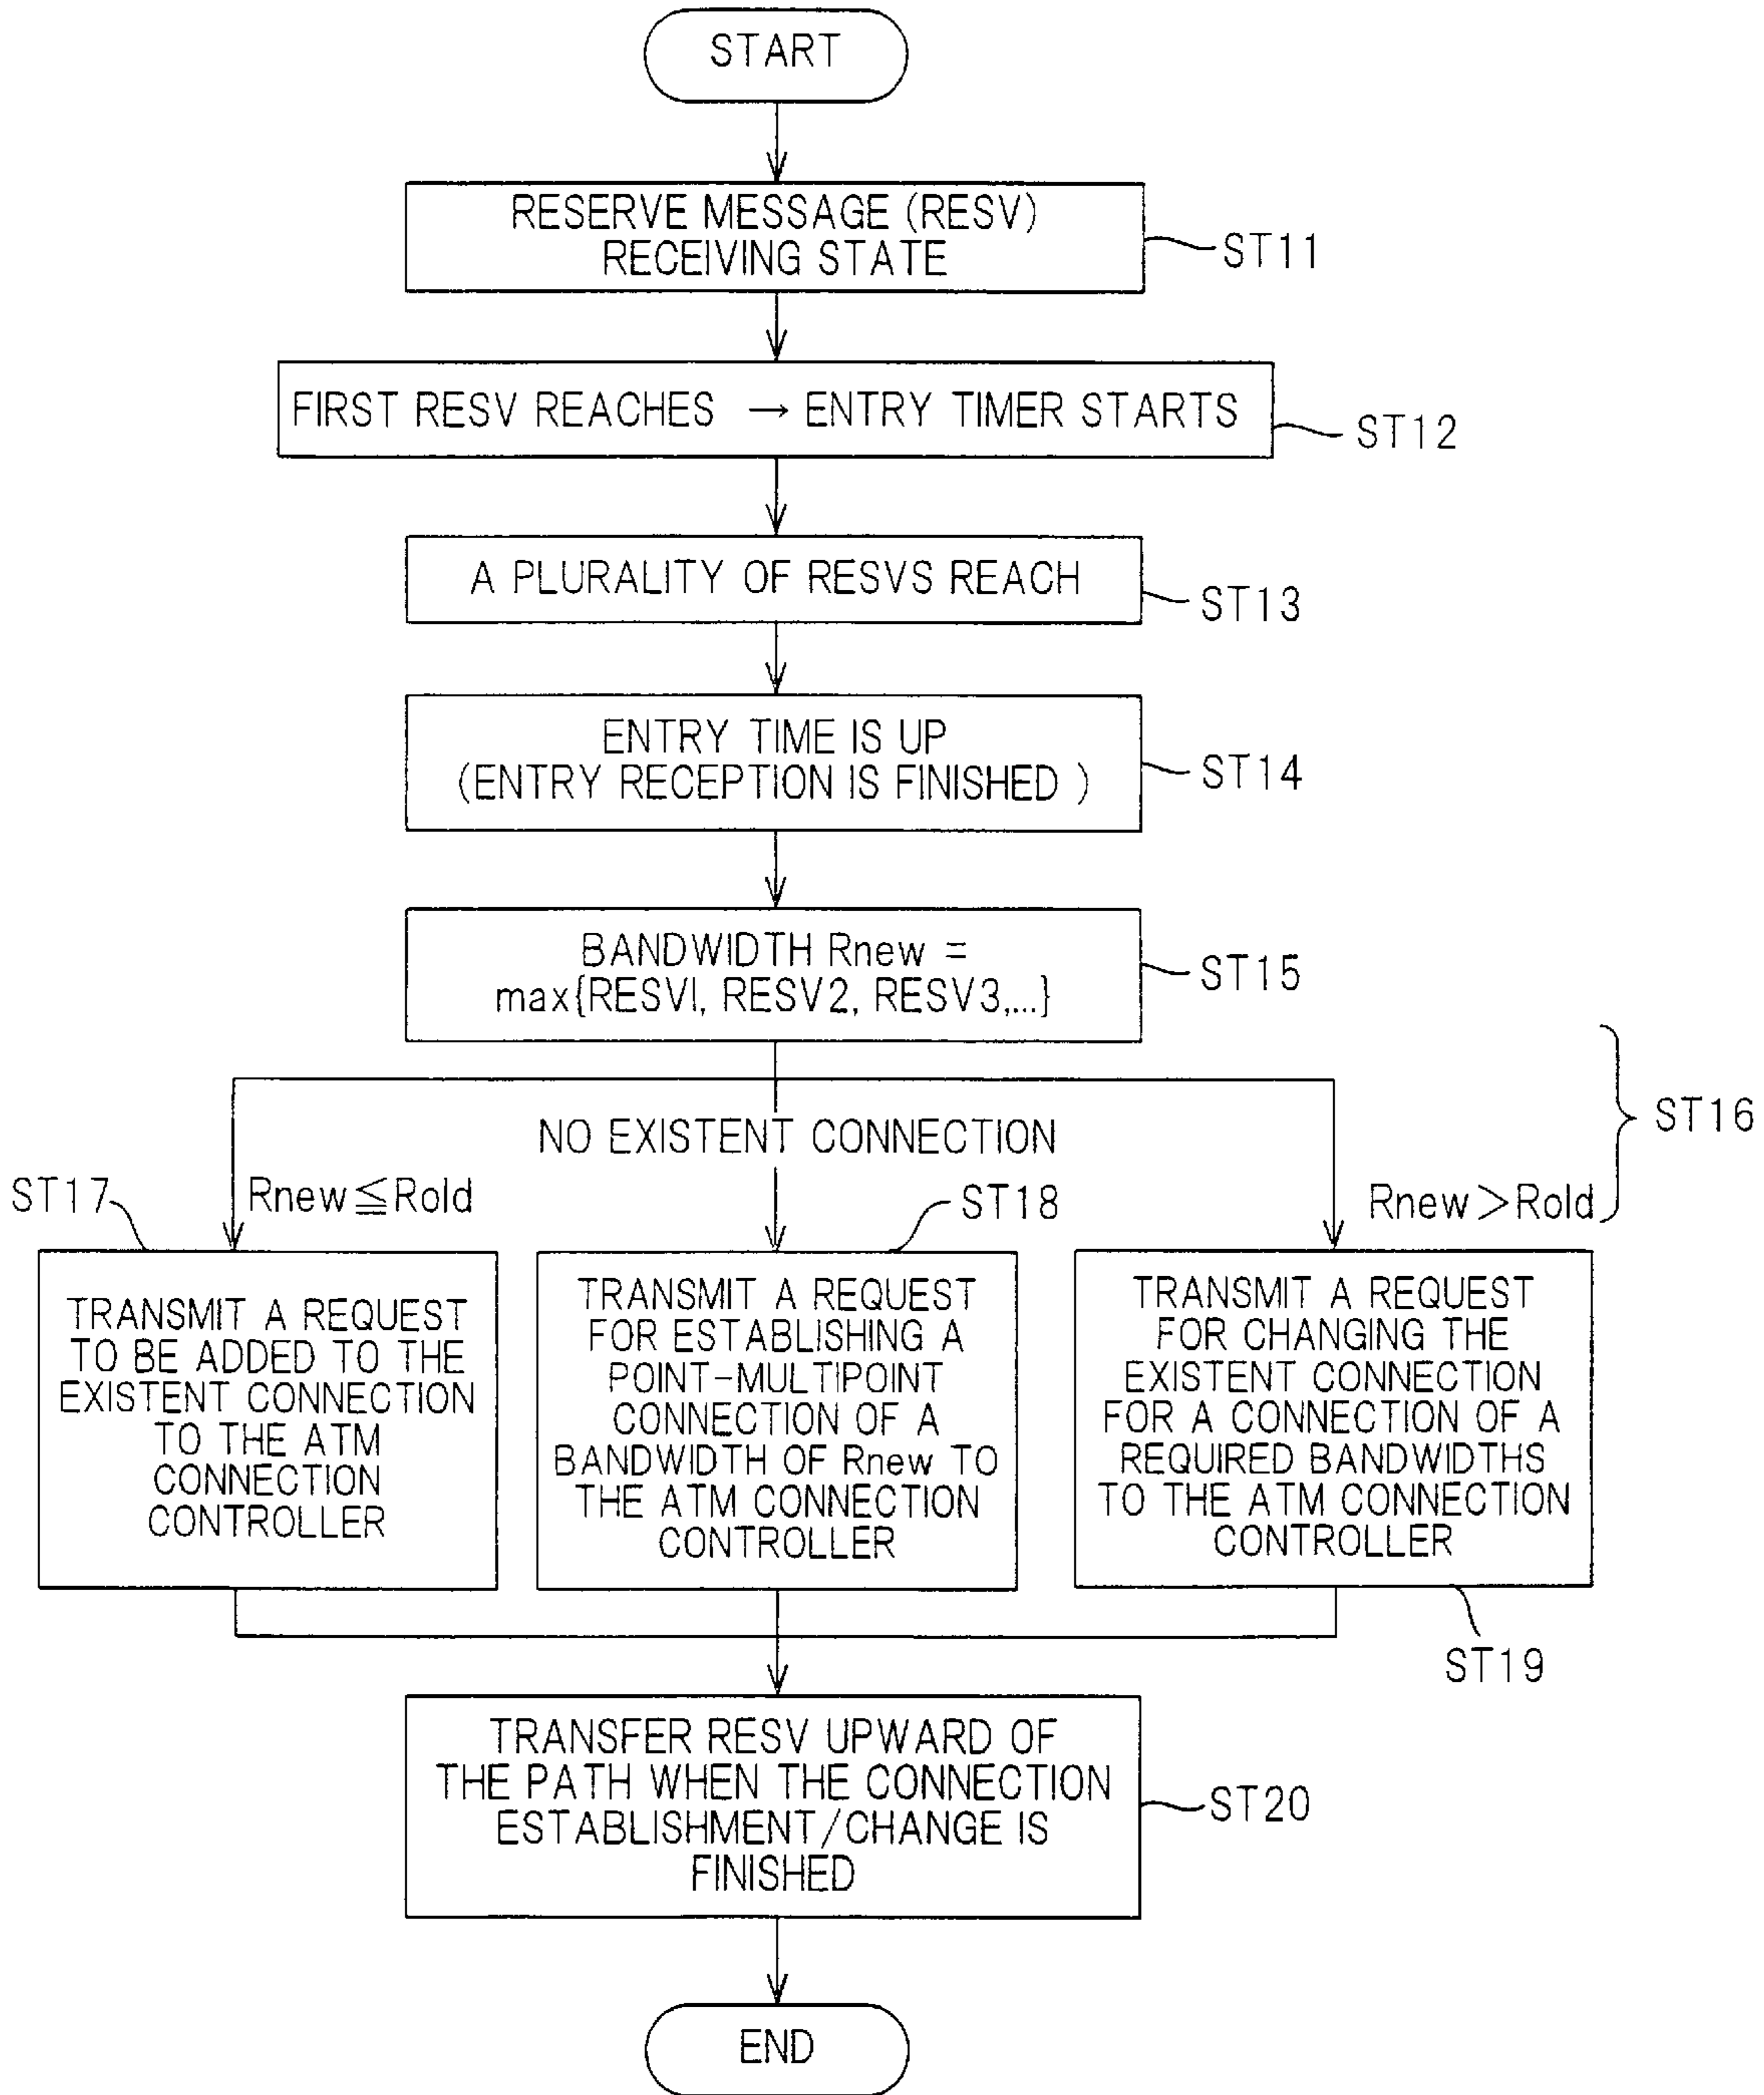 START
RESERVE MESSAGE (RESV)
RECEIVING STATE
ST11
FIRST RESV REACHES → ENTRY TIMER STARTS
ST12
A PLURALITY OF RESVS REACH
ST13
ENTRY TIME IS UP
(ENTRY RECEPTION IS FINISHED )
ST14
BANDWIDTH Rnew =
max{RESV1, RESV2, RESV3,...}
ST15
ST16
NO EXISTENT CONNECTION
ST17
Rnew≦Rold
ST18
Rnew>Rold
TRANSMIT A REQUEST
TO BE ADDED TO THE
EXISTENT CONNECTION
TO THE ATM
CONNECTION
CONTROLLER
TRANSMIT A REQUEST
FOR ESTABLISHING A
POINT-MULTIPOINT
CONNECTION OF A
BANDWIDTH OF Rnew TO
THE ATM CONNECTION
CONTROLLER
TRANSMIT A REQUEST
FOR CHANGING THE
EXISTENT CONNECTION
FOR A CONNECTION OF A
REQUIRED BANDWIDTHS
TO THE ATM CONNECTION
CONTROLLER
ST19
TRANSFER RESV UPWARD OF
THE PATH WHEN THE CONNECTION
ESTABLISHMENT/CHANGE IS
FINISHED
ST20
END